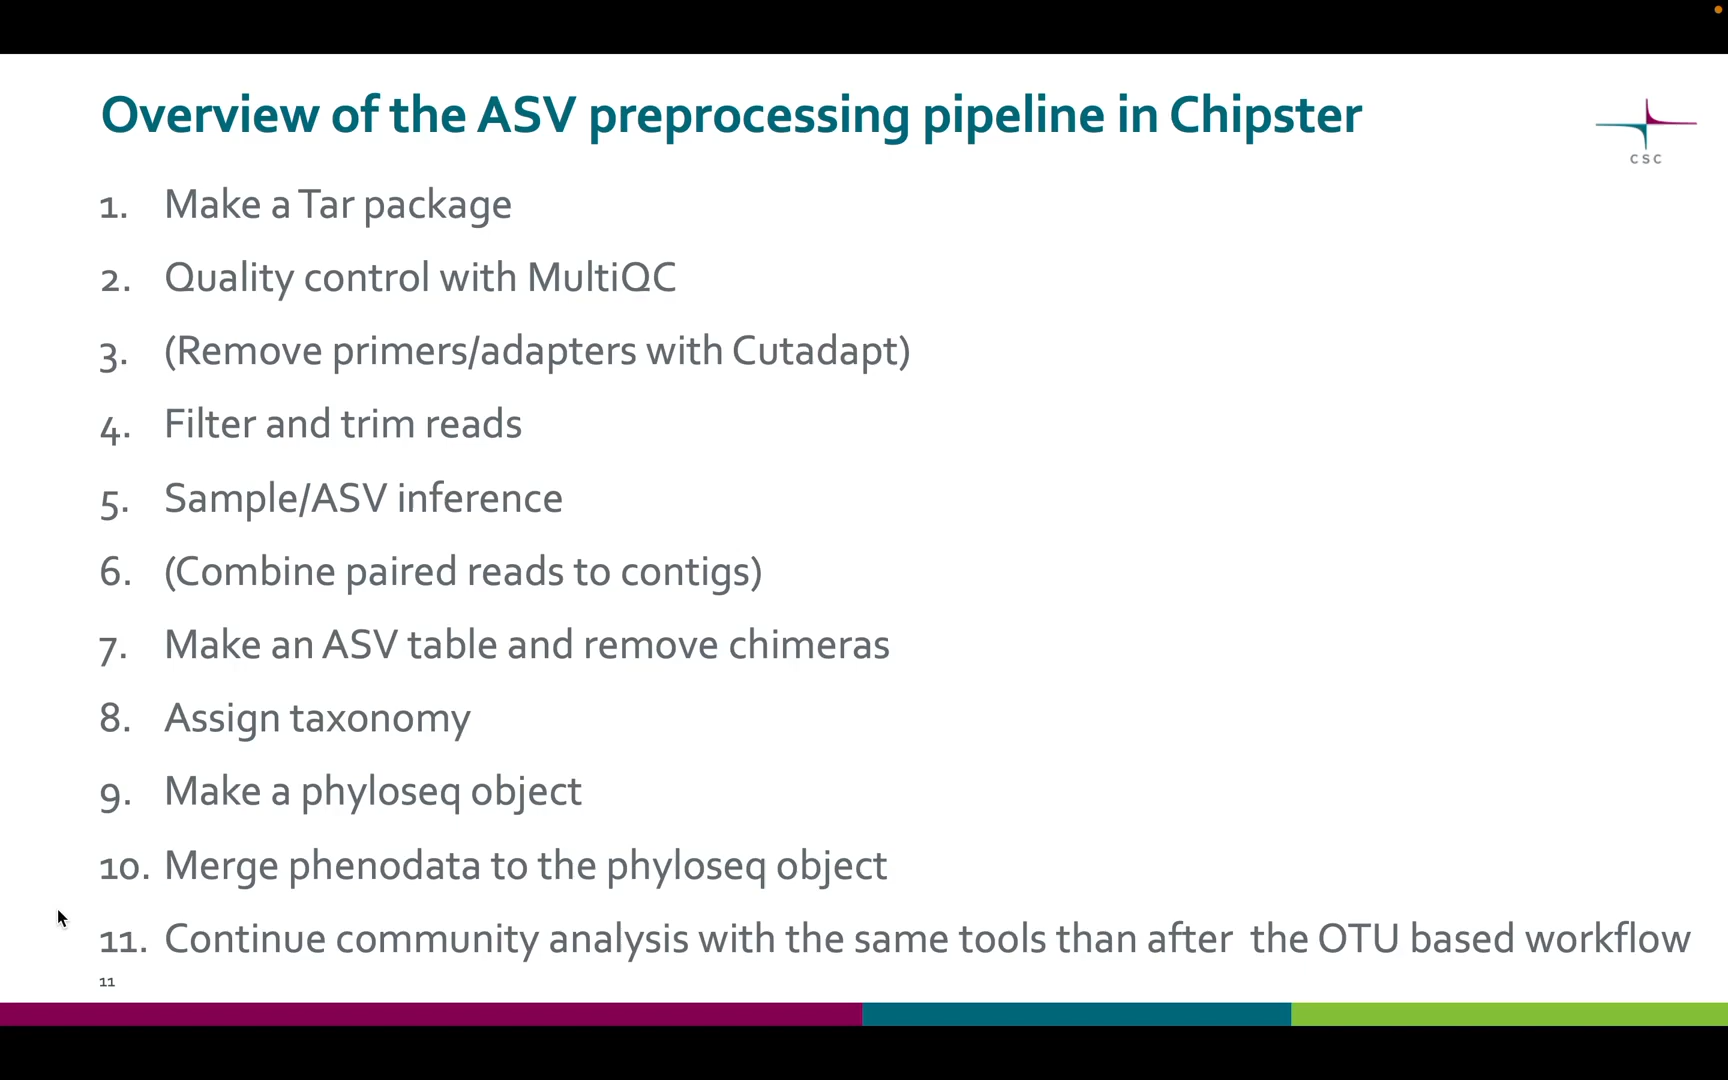 Overview of the ASV preprocessing pipeline in Chipster
CSC
1. Make a Tar package
2. Quality control with MultiQC
3. (Remove primers/adapters with Cutadapt)
4. Filter and trim reads
5. Sample/ASV inference
6. (Combine paired reads to contigs)
7. Make an ASV table and remove chimeras
8. Assign taxonomy
9. Make a phyloseq object
10. Merge phenodata to the phyloseq object
11. Continue community analysis with the same tools than after  the OTU based workflow
11